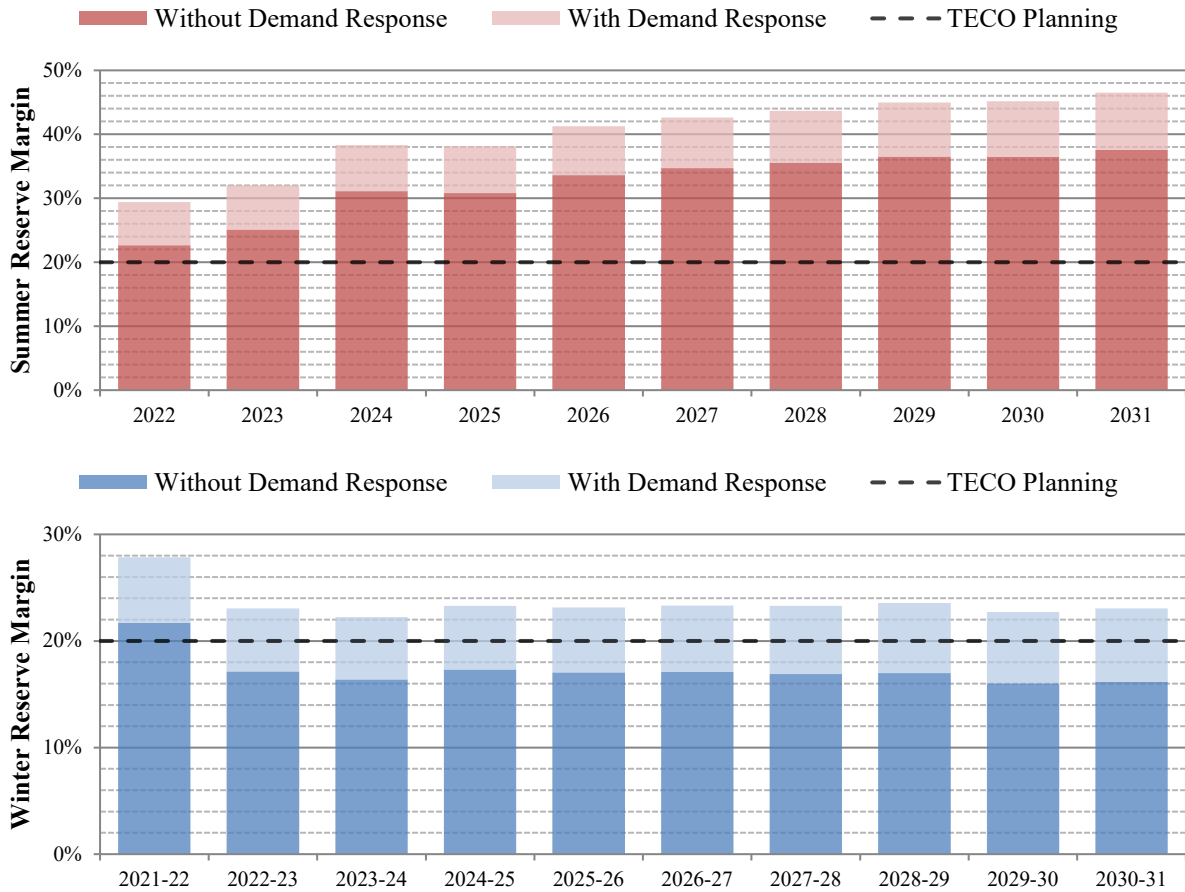 Without Demand Response With Demand Response TECO Planning
Summer Reserve Margin
50%
40%
30%
20%
10%
0%
2022 2023 2024 2025 2026 2027 2028 2029 2030 2031
Without Demand Response With Demand Response TECO Planning
Winter Reserve Margin
30%
20%
10%
0%
2021-22 2022-23 2023-24 2024-25 2025-26 2026-27 2027-28 2028-29 2029-30 2030-31